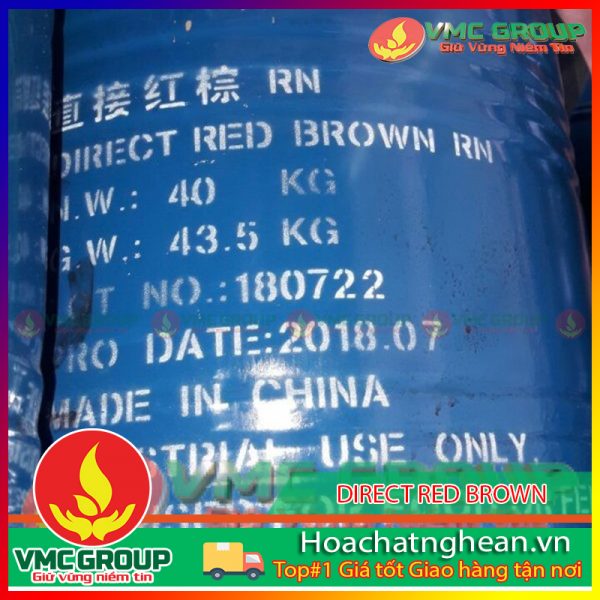 VMC GROUP
Giữ Vững Niềm Tin
直接红棕 RN
DIRECT RED BROWN RN
N.W.: 40 KG
G.W.: 43.5 KG
NO.:180722
PRO DATE:2018.07
MADE IN CHINA
USE ONLY.
VMC GROUP
DIRECT RED BROWN
VMC GROUP
Giữ vững niềm tin
Hoachatnghean.vn
Top#1 Giá tốt Giao hàng tận nơi